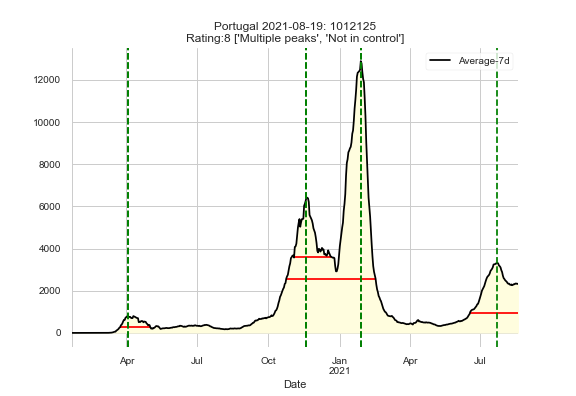 Portugal 2021-08-19: 1012125
Rating:8 ['Multiple peaks', 'Not in control']
Average-7d
12000
10000
8000
6000
4000
2000
0
Apr Jul Oct Jan Apr Jul
2021
Date